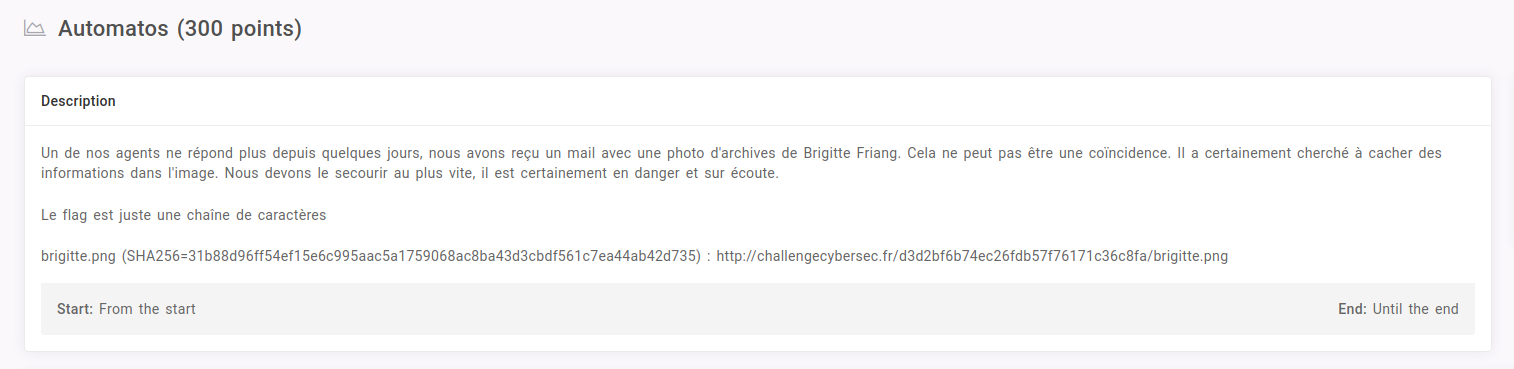 Automatos (300 points)
Description
Un de nos agents ne répond plus depuis quelques jours, nous avons reçu un mail avec une photo d'archives de Brigitte Friang. Cela ne peut pas être une coïncidence. Il a certainement cherché à cacher des
informations dans l'image. Nous devons le secourir au plus vite, il est certainement en danger et sur écoute.
Le flag est juste une chaîne de caractères
brigitte.png (SHA256=31b88d96ff54ef15e6c995aac5a1759068ac8ba43d3cbdf561c7ea44ab42d735) : http://challengecybersec.fr/d3d2bf6b74ec26fdb57f76171c36c8fa/brigitte.png
Start: From the start
End: Until the end